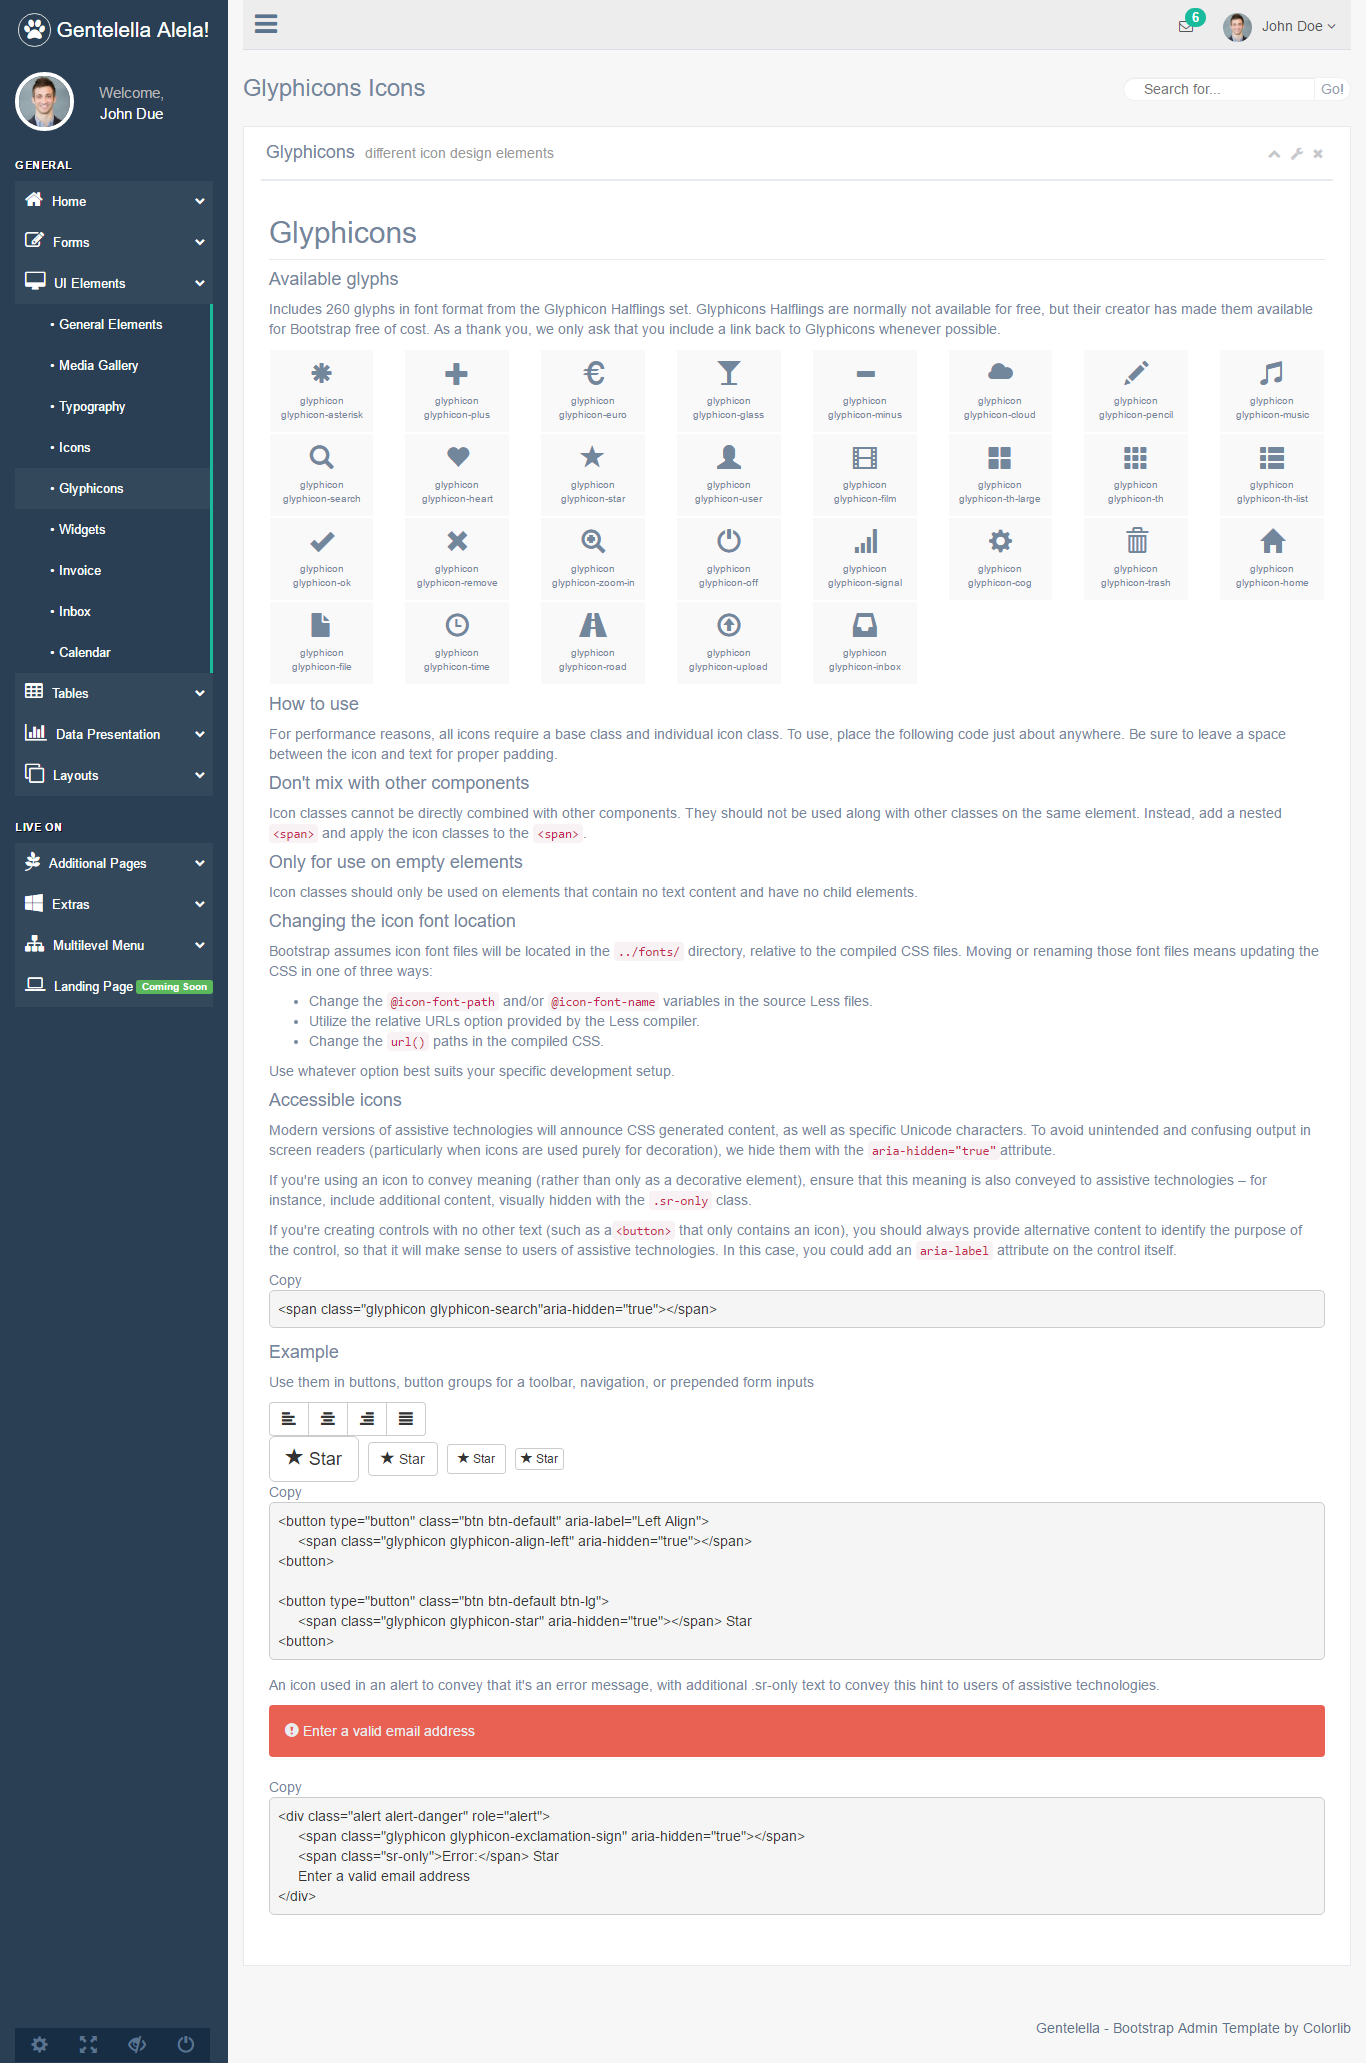 Gentelella Alela!
Welcome,
John Due
GENERAL
Home
Forms
UI Elements
General Elements
Media Gallery
Typography
Icons
Glyphicons
Widgets
Invoice
Inbox
Calendar
Tables
Data Presentation
Layouts
LIVE ON
Additional Pages
Extras
Multilevel Menu
Landing Page Coming Soon
6
John Doe
Glyphicons Icons
Search for... Go!
Glyphicons different icon design elements
Glyphicons
Available glyphs
Includes 260 glyphs in font format from the Glyphicon Halflings set. Glyphicons Halflings are normally not available for free, but their creator has made them available
for Bootstrap free of cost. As a thank you, we only ask that you include a link back to Glyphicons whenever possible.
glyphicon glyphicon glyphicon glyphicon glyphicon glyphicon glyphicon glyphicon
glyphicon-asterisk glyphicon-plus glyphicon-euro glyphicon-glass glyphicon-minus glyphicon-cloud glyphicon-pencil glyphicon-music
glyphicon glyphicon glyphicon glyphicon glyphicon glyphicon glyphicon glyphicon
glyphicon-search glyphicon-heart glyphicon-star glyphicon-user glyphicon-film glyphicon-th-large glyphicon-th glyphicon-th-list
glyphicon glyphicon glyphicon glyphicon glyphicon glyphicon glyphicon glyphicon
glyphicon-ok glyphicon-remove glyphicon-zoom-in glyphicon-off glyphicon-signal glyphicon-cog glyphicon-trash glyphicon-home
glyphicon glyphicon glyphicon glyphicon glyphicon
glyphicon-file glyphicon-time glyphicon-road glyphicon-upload glyphicon-inbox
How to use
For performance reasons, all icons require a base class and individual icon class. To use, place the following code just about anywhere. Be sure to leave a space
between the icon and text for proper padding.
Don't mix with other components
Icon classes cannot be directly combined with other components. They should not be used along with other classes on the same element. Instead, add a nested
<span> and apply the icon classes to the <span>.
Only for use on empty elements
Icon classes should only be used on elements that contain no text content and have no child elements.
Changing the icon font location
Bootstrap assumes icon font files will be located in the ../fonts/ directory, relative to the compiled CSS files. Moving or renaming those font files means updating the
CSS in one of three ways:
Change the @icon-font-path and/or @icon-font-name variables in the source Less files.
Utilize the relative URLs option provided by the Less compiler.
Change the url() paths in the compiled CSS.
Use whatever option best suits your specific development setup.
Accessible icons
Modern versions of assistive technologies will announce CSS generated content, as well as specific Unicode characters. To avoid unintended and confusing output in
screen readers (particularly when icons are used purely for decoration), we hide them with the aria-hidden="true" attribute.
If you're using an icon to convey meaning (rather than only as a decorative element), ensure that this meaning is also conveyed to assistive technologies – for
instance, include additional content, visually hidden with the .sr-only class.
If you're creating controls with no other text (such as a <button> that only contains an icon), you should always provide alternative content to identify the purpose of
the control, so that it will make sense to users of assistive technologies. In this case, you could add an aria-label attribute on the control itself.
Copy
<span class="glyphicon glyphicon-search"aria-hidden="true"></span>
Example
Use them in buttons, button groups for a toolbar, navigation, or prepended form inputs
Star Star Star Star
Copy
<button type="button" class="btn btn-default" aria-label="Left Align">
<span class="glyphicon glyphicon-align-left" aria-hidden="true"></span>
<button>
<button type="button" class="btn btn-default btn-lg">
<span class="glyphicon glyphicon-star" aria-hidden="true"></span> Star
<button>
An icon used in an alert to convey that it's an error message, with additional .sr-only text to convey this hint to users of assistive technologies.
Enter a valid email address
Copy
<div class="alert alert-danger" role="alert">
<span class="glyphicon glyphicon-exclamation-sign" aria-hidden="true"></span>
<span class="sr-only">Error:</span> Star
Enter a valid email address
</div>
Gentelella - Bootstrap Admin Template by Colorlib